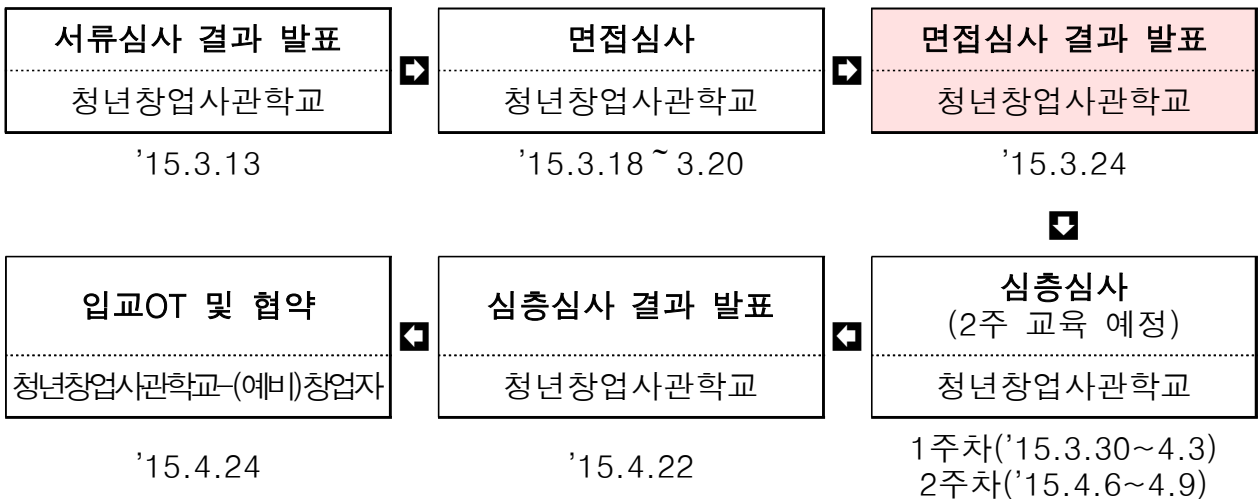 서류심사 결과 발표
청년창업사관학교
'15.3.13
면접심사
청년창업사관학교
'15.3.18 ~ 3.20
면접심사 결과 발표
청년창업사관학교
'15.3.24
심층심사
(2주 교육 예정)
청년창업사관학교
1주차('15.3.30~4.3)
2주차('15.4.6~4.9)
심층심사 결과 발표
청년창업사관학교
'15.4.22
입교OT 및 협약
청년창업사관학교-(예비)창업자
'15.4.24